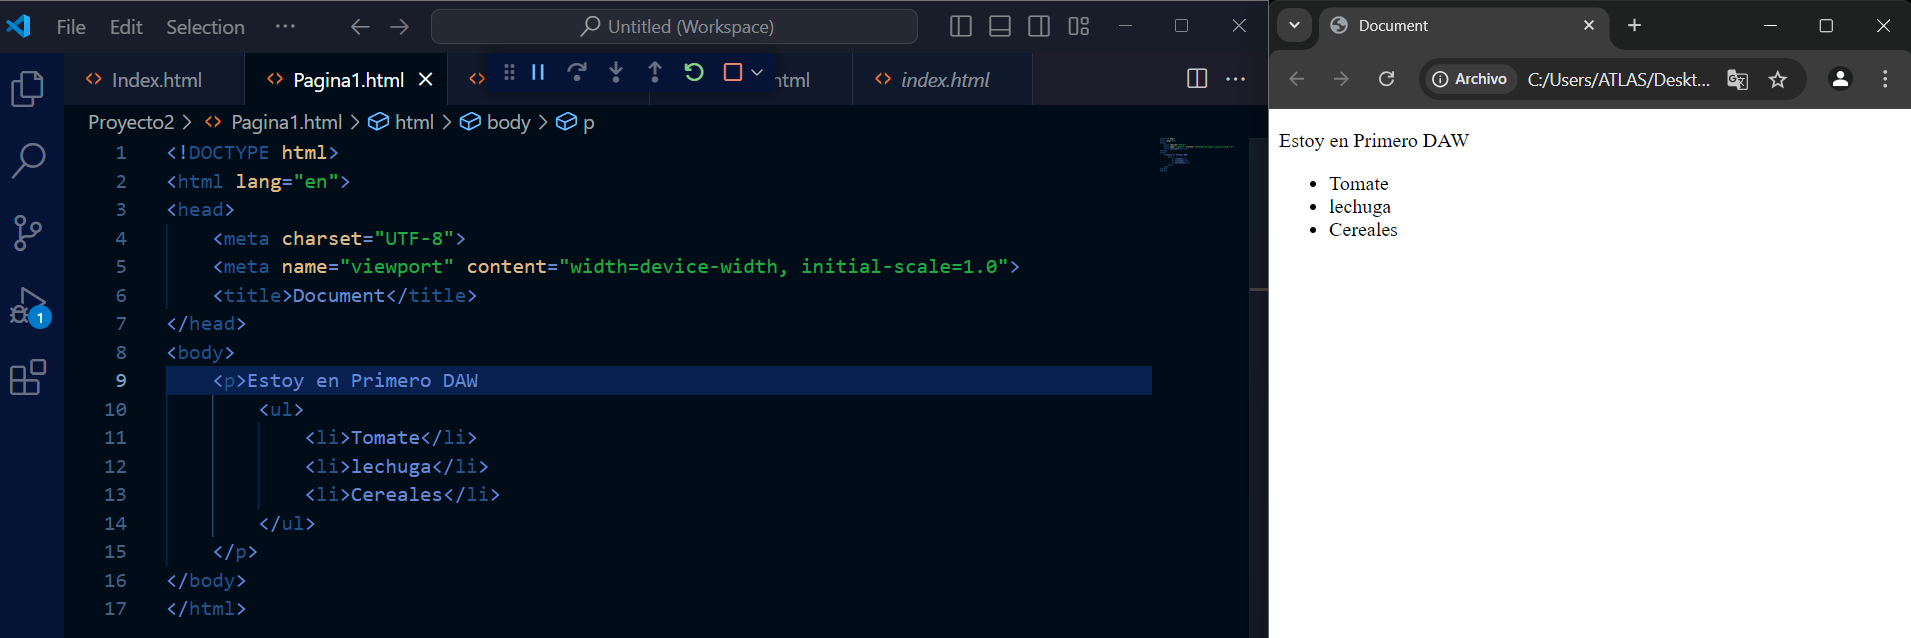 File Edit Selection ··· Untitled (Workspace)
Index.html Pagina1.html html index.html
Proyecto2 > Pagina1.html > html > body > p
1 <!DOCTYPE html>
2 <html lang="en">
3 <head>
4 <meta charset="UTF-8">
5 <meta name="viewport" content="width=device-width, initial-scale=1.0">
6 <title>Document</title>
7 </head>
8 <body>
9 <p>Estoy en Primero DAW
10 <ul>
11 <li>Tomate</li>
12 <li>lechuga</li>
13 <li>Cereales</li>
14 </ul>
15 </p>
16 </body>
17 </html>
1
Document
Archivo C:/Users/ATLAS/Deskt...
Estoy en Primero DAW
• Tomate
• lechuga
• Cereales